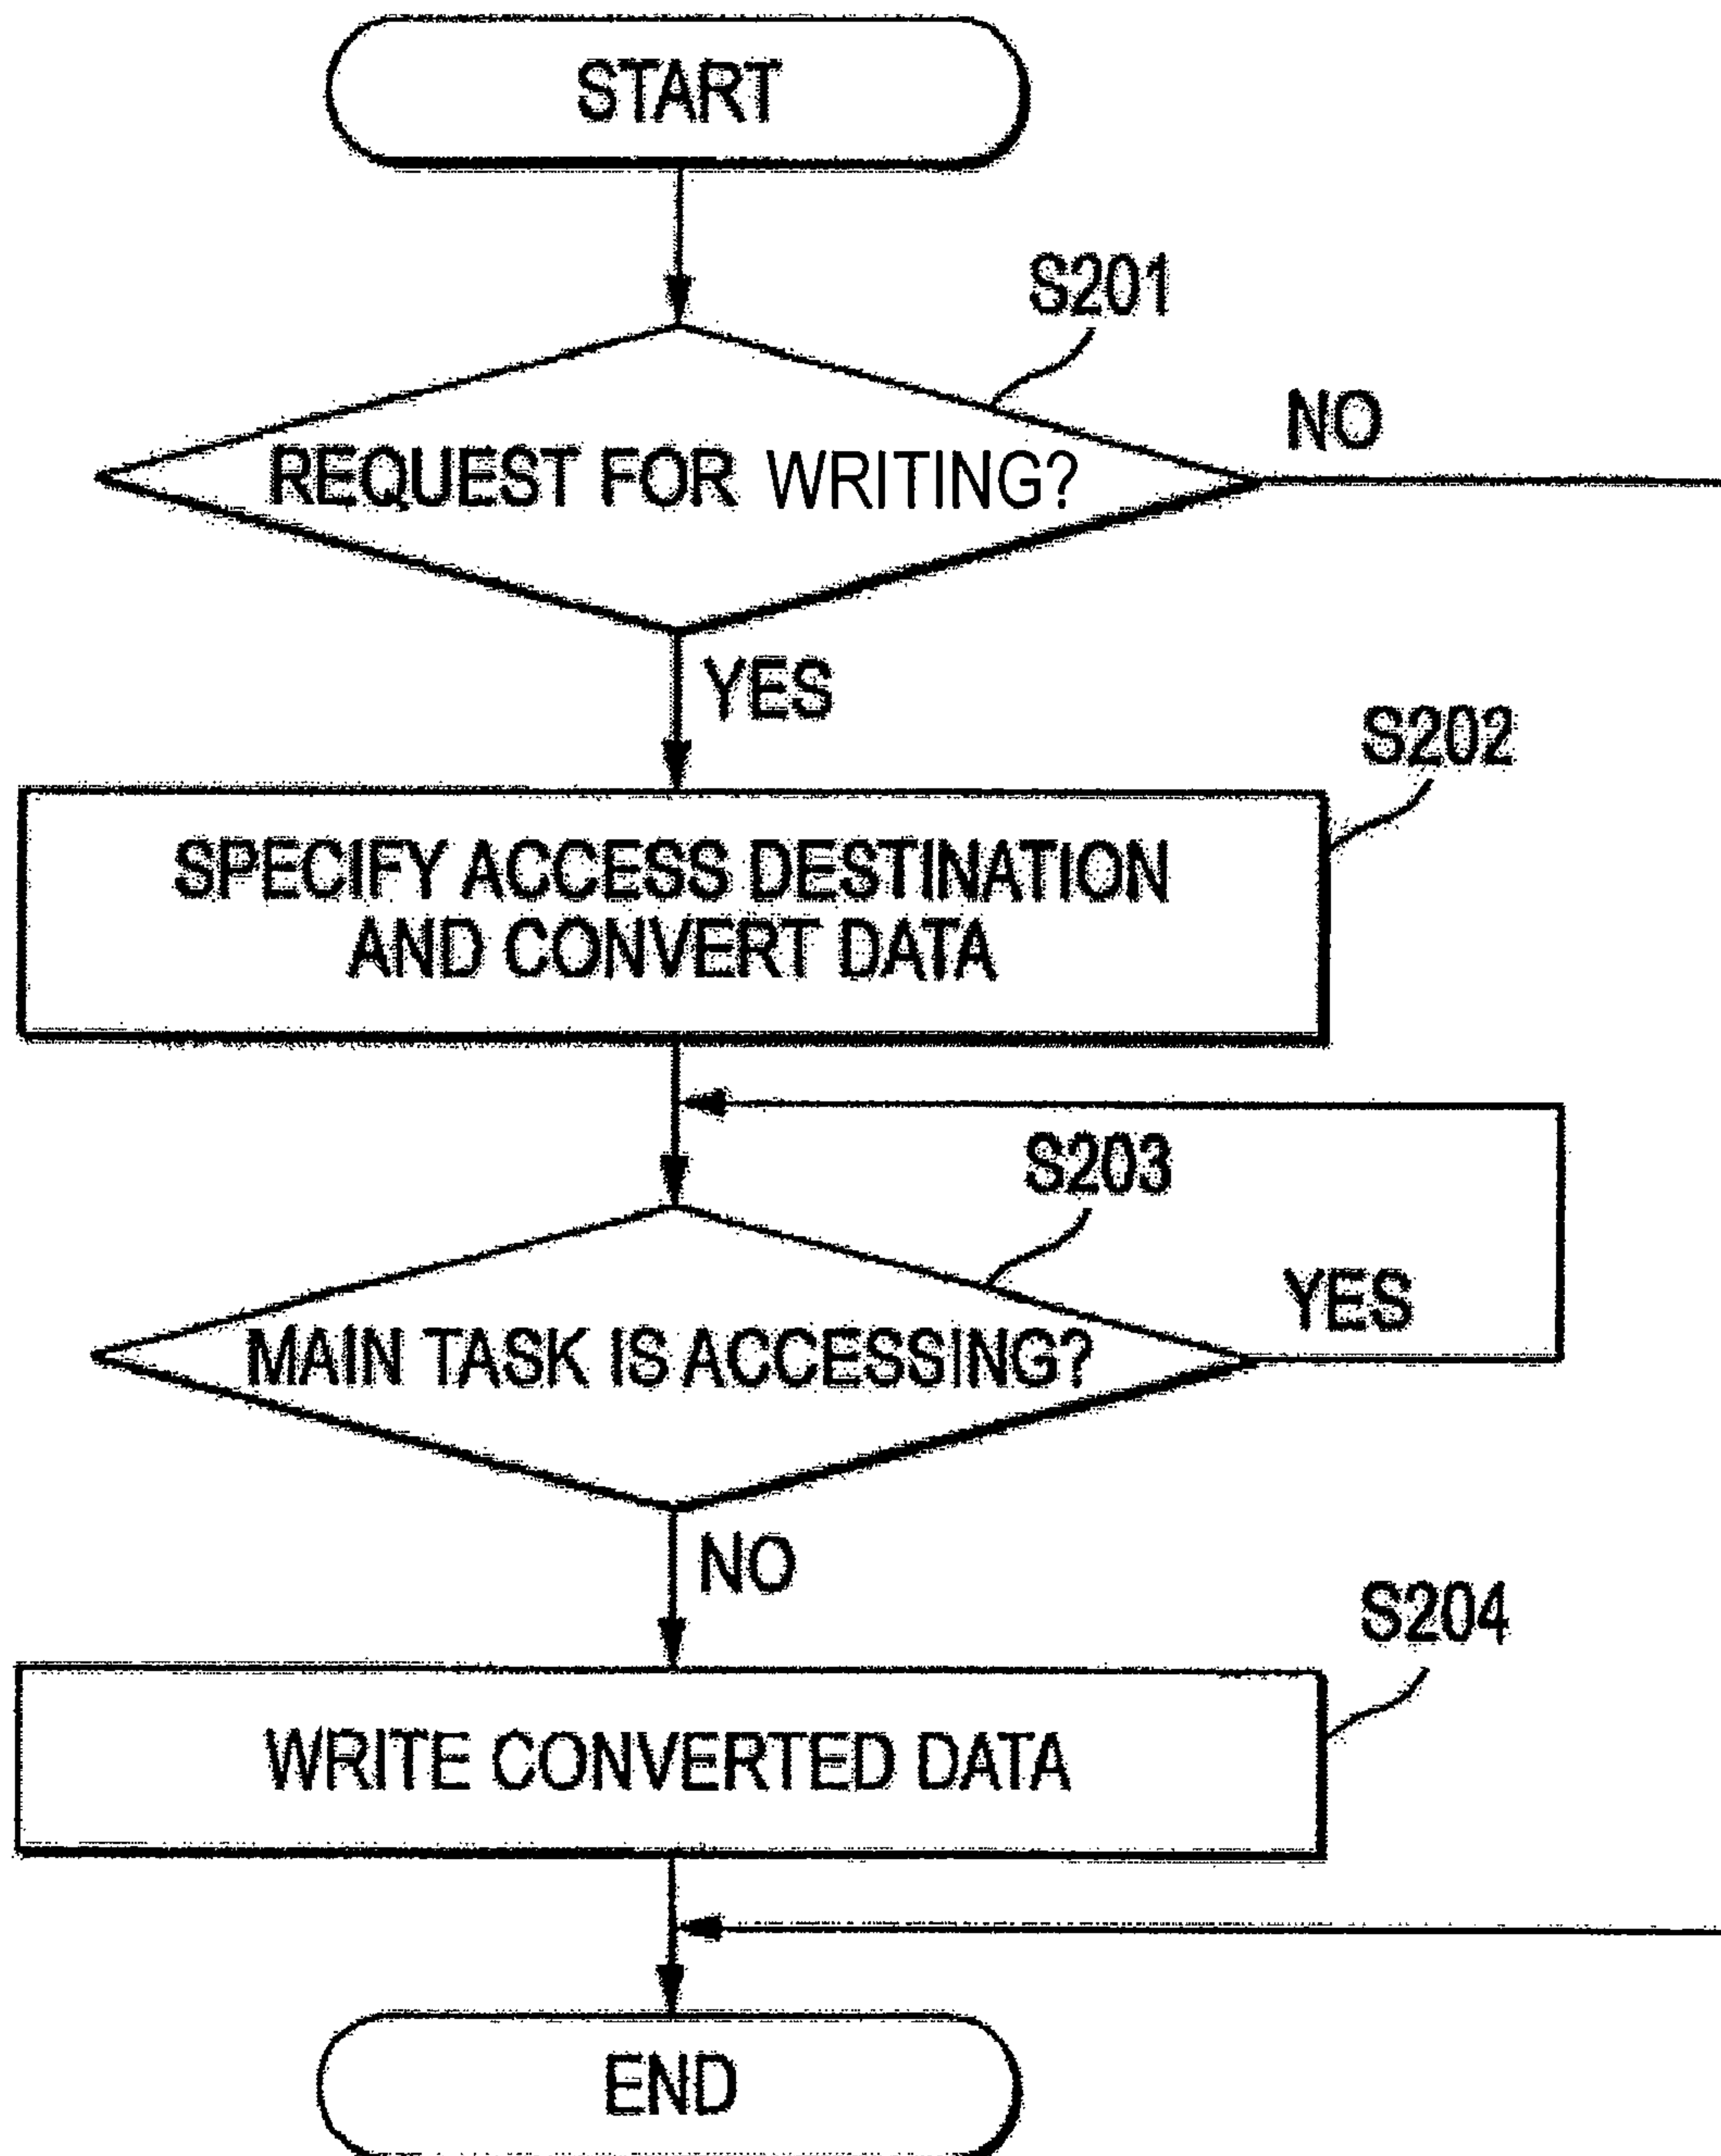 START
S201
REQUEST FOR WRITING?
NO
YES
S202
SPECIFY ACCESS DESTINATION
AND CONVERT DATA
S203
YES
MAIN TASK IS ACCESSING?
NO
S204
WRITE CONVERTED DATA
END